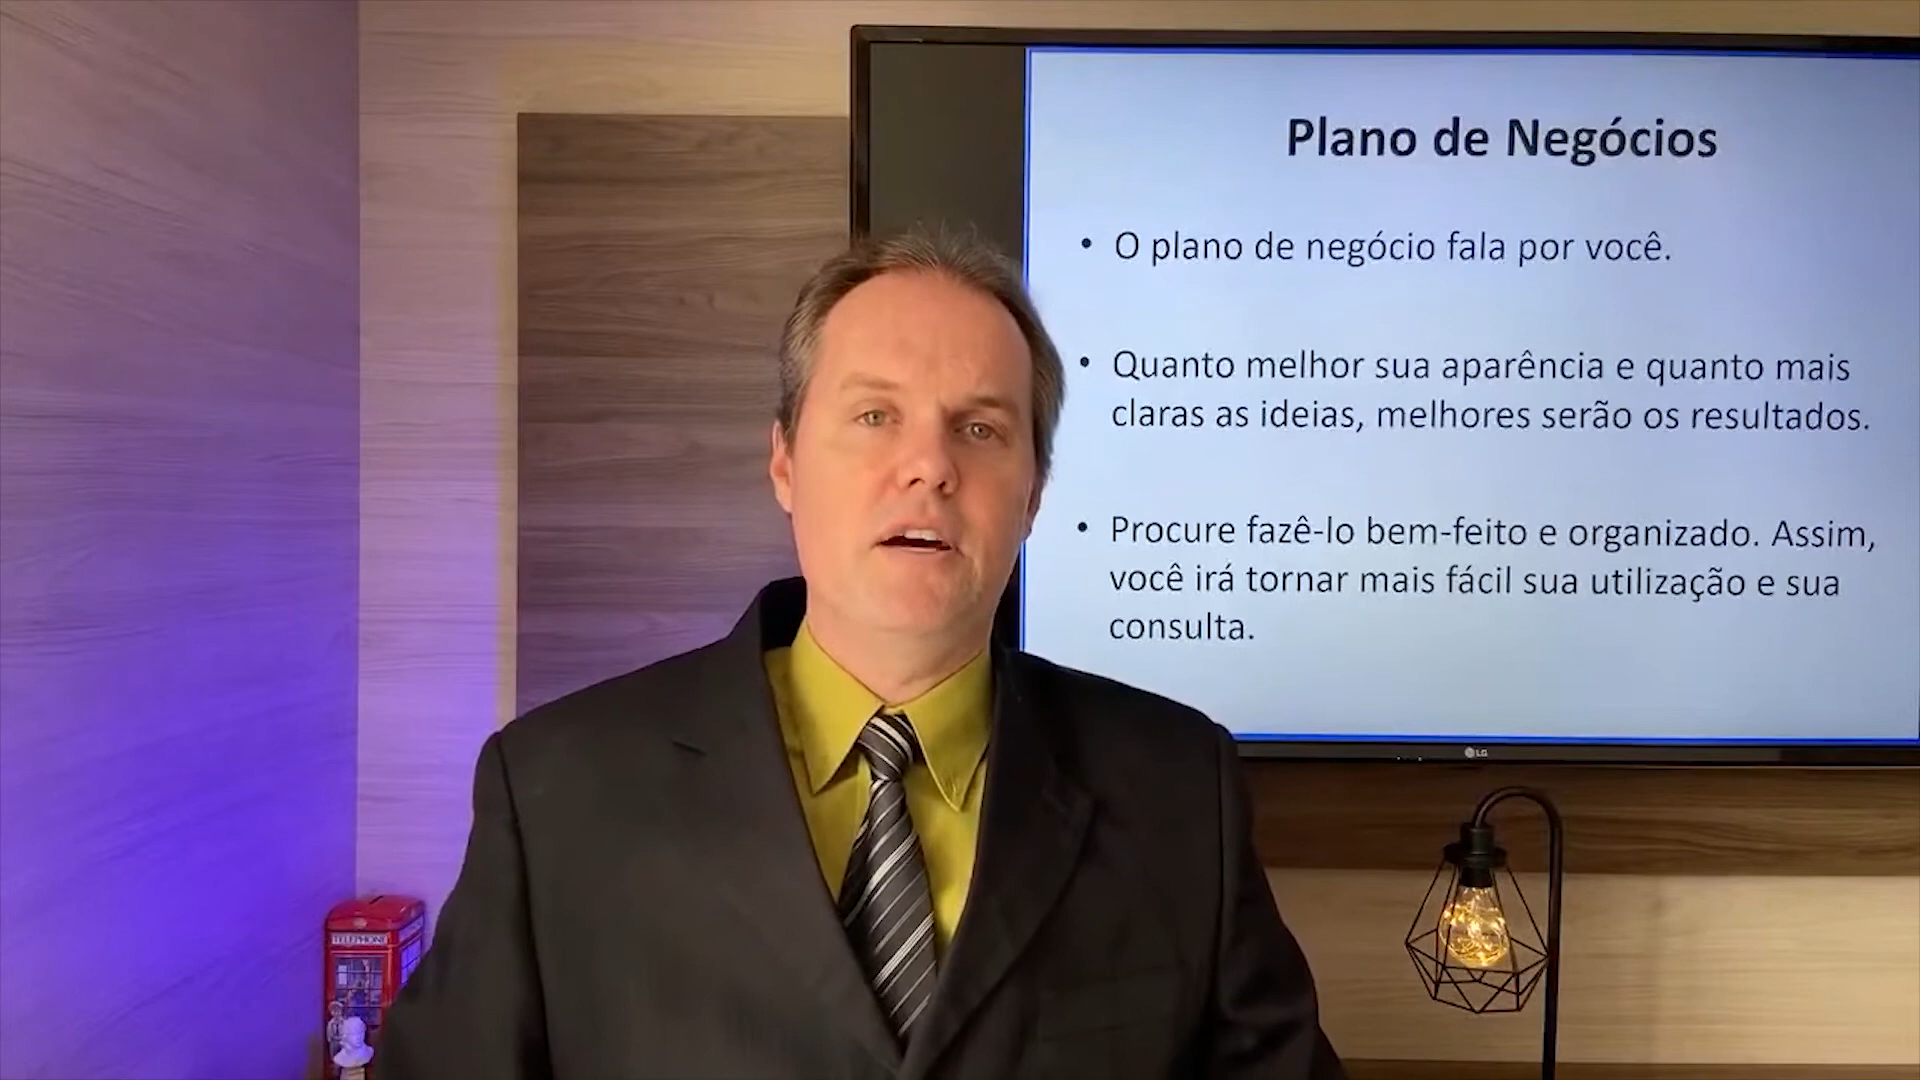 Plano de Negócios
• O plano de negócio fala por você.
• Quanto melhor sua aparência e quanto mais
claras as ideias, melhores serão os resultados.
• Procure fazê-lo bem-feito e organizado. Assim,
você irá tornar mais fácil sua utilização e sua
consulta.
LG
TELEPHONE